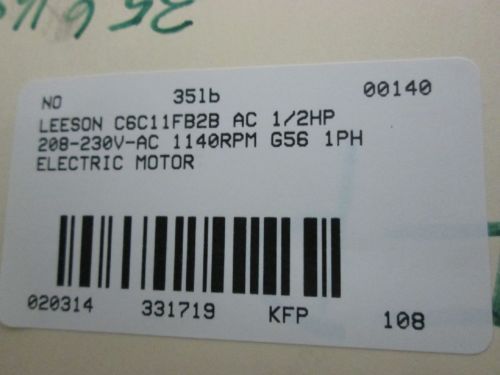 NO 35lb 00140
LEESON C6C11FB2B AC 1/2HP
208-230V-AC 1140RPM G56 1PH
ELECTRIC MOTOR
020314 331719 KFP 108